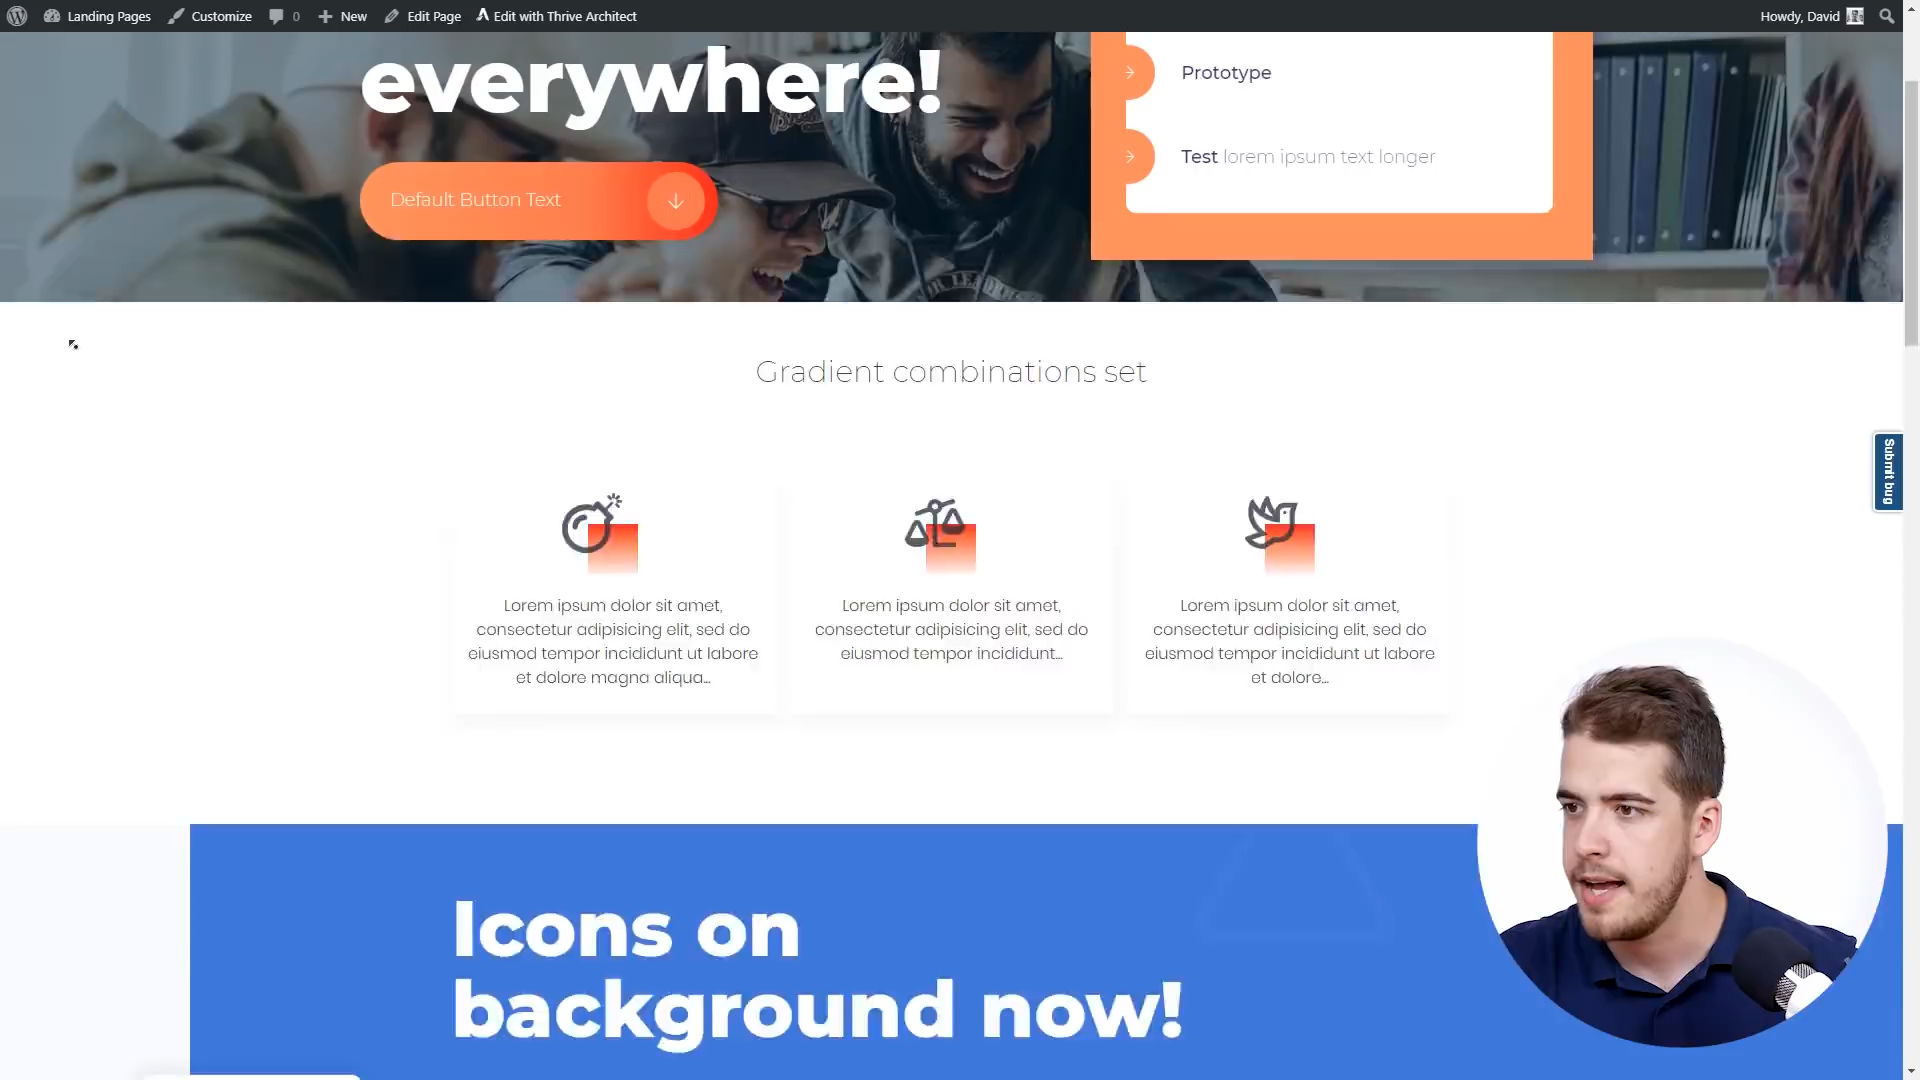 Landing Pages Customize 0 New Edit Page Edit with Thrive Architect Howdy, David
everywhere!
Prototype
Test lorem ipsum text longer
Default Button Text
Gradient combinations set
Submit bug
Lorem ipsum dolor sit amet,
consectetur adipisicing elit, sed do
eiusmod tempor incididunt ut labore
et dolore magna aliqua...
Lorem ipsum dolor sit amet,
consectetur adipisicing elit, sed do
eiusmod tempor incididunt...
Lorem ipsum dolor sit amet,
consectetur adipisicing elit, sed do
eiusmod tempor incididunt ut labore
et dolore...
Icons on
background now!